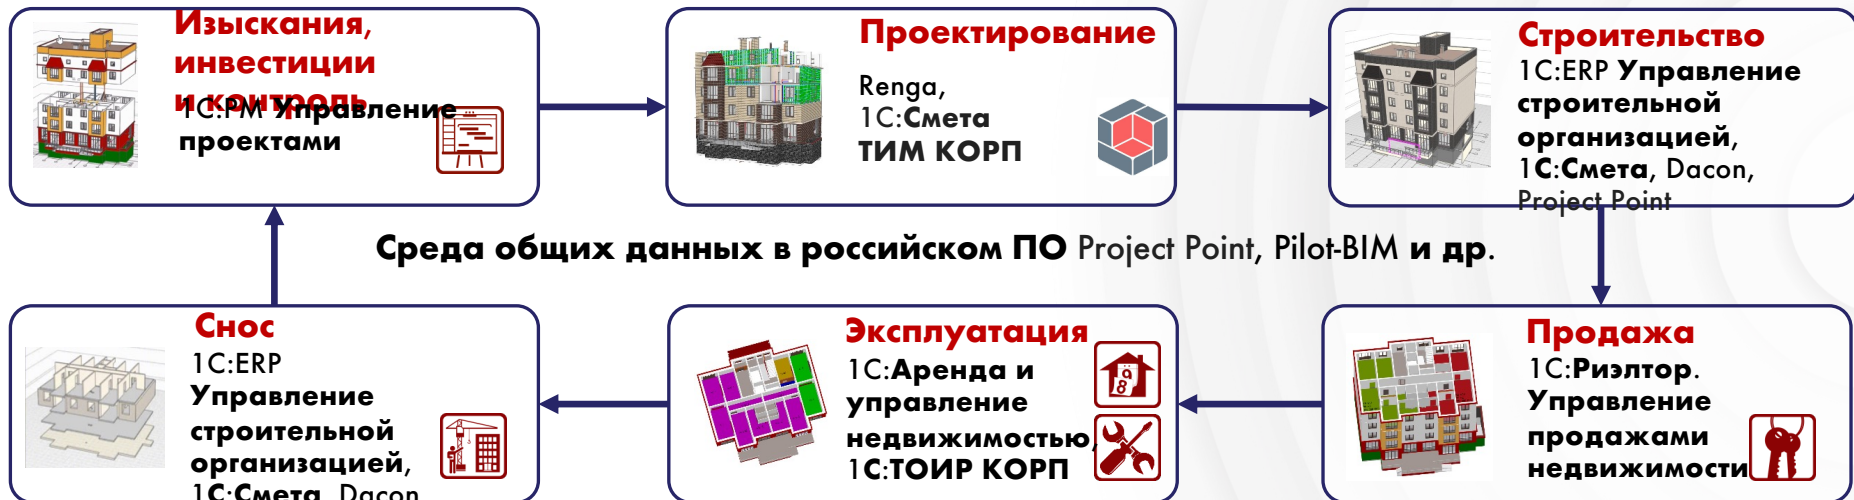 Изыскания,
инвестиции
и контроль
1С:PM Управление
проектами
Проектирование
Renga,
1С:Смета
ТИМ КОРП
Строительство
1С:ERP Управление
строительной
организацией,
1С:Смета, Dacon,
Project Point
Среда общих данных в российском ПО Project Point, Pilot-BIM и др.
Снос
1С:ERP
Управление
строительной
организацией,
1С:Смета, Dacon
Эксплуатация
1С:Аренда и
управление
недвижимостью,
1С:ТОИР КОРП
Продажа
1С:Риэлтор.
Управление
продажами
недвижимости